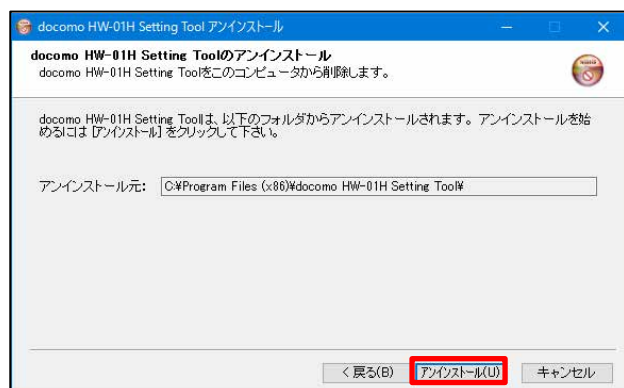 docomo HW-01H Setting Tool アンインストール
docomo HW-01H Setting Toolのアンインストール
docomo HW-01H Setting Toolをこのコンピュータから削除します。
docomo HW-01H Setting Toolは、以下のフォルダからアンインストールされます。アンインストールを始
めるには [アンインストール] をクリックして下さい。
アンインストール元: C:¥Program Files (x86)¥docomo HW-01H Setting Tool¥
< 戻る(B) アンインストール(U) キャンセル